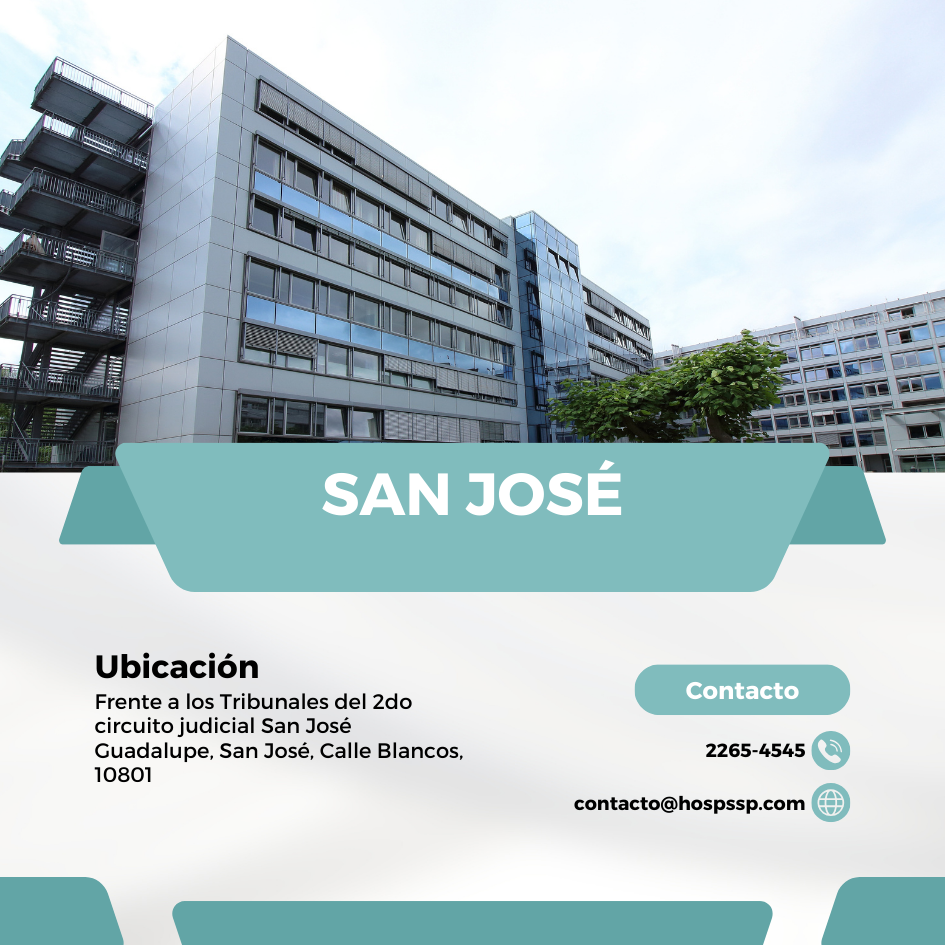 SAN JOSÉ
Ubicación
Frente a los Tribunales del 2do
circuito judicial San José
Guadalupe, San José, Calle Blancos,
10801
Contacto
2265-4545
contacto@hospssp.com